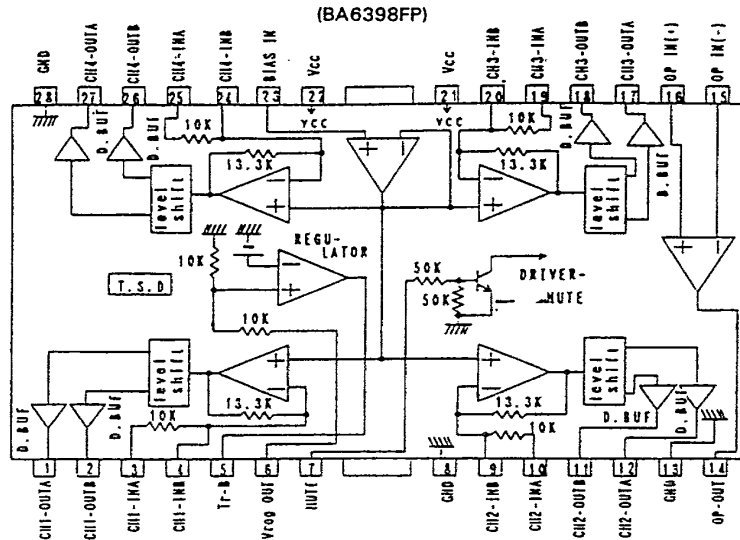 (BA6398FP)
GND
CH4-OUTA
CH4-OUTB
CH4-INA
CH4-INB
BIAS IN
Vcc
Vcc
CH3-INB
CH3-INA
CH3-OUTB
CH3-OUTA
OP IN(+)
OP IN(-)
28
27
26
25
24
23
22
21
20
19
18
17
16
15
VCC
VCC
D.BUF
D.BUF
10K
10K
D.BUF
D.BUF
13.3K
13.3K
level shift
level shift
REGU-
LATOR
10K
T.S.D
50K
50K
DRIVER-
MUTE
10K
level shift
level shift
13.3K
13.3K
10K
10K
D.BUF
D.BUF
D.BUF
D.BUF
1
2
3
4
5
6
7
8
9
10
11
12
13
14
CH1-OUTA
CH1-OUTB
CH1-INA
CH1-INB
Tr-B
Vreg OUT
MUTE
GND
CH2-INB
CH2-INA
CH2-OUTB
CH2-OUTA
GND
OP-OUT